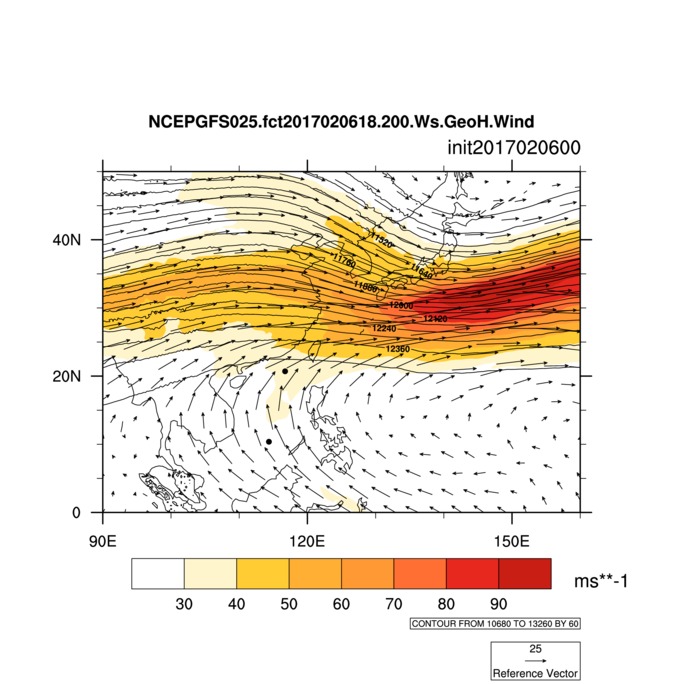 NCEPGFS025.fct2017020618.200.Ws.GeoH.Wind
init2017020600
40N
20N
0
90E 120E 150E
11520
11760
11640
11880
12000
12120
12240
12360
30 40 50 60 70 80 90
ms**-1
CONTOUR FROM 10680 TO 13260 BY 60
25
Reference Vector